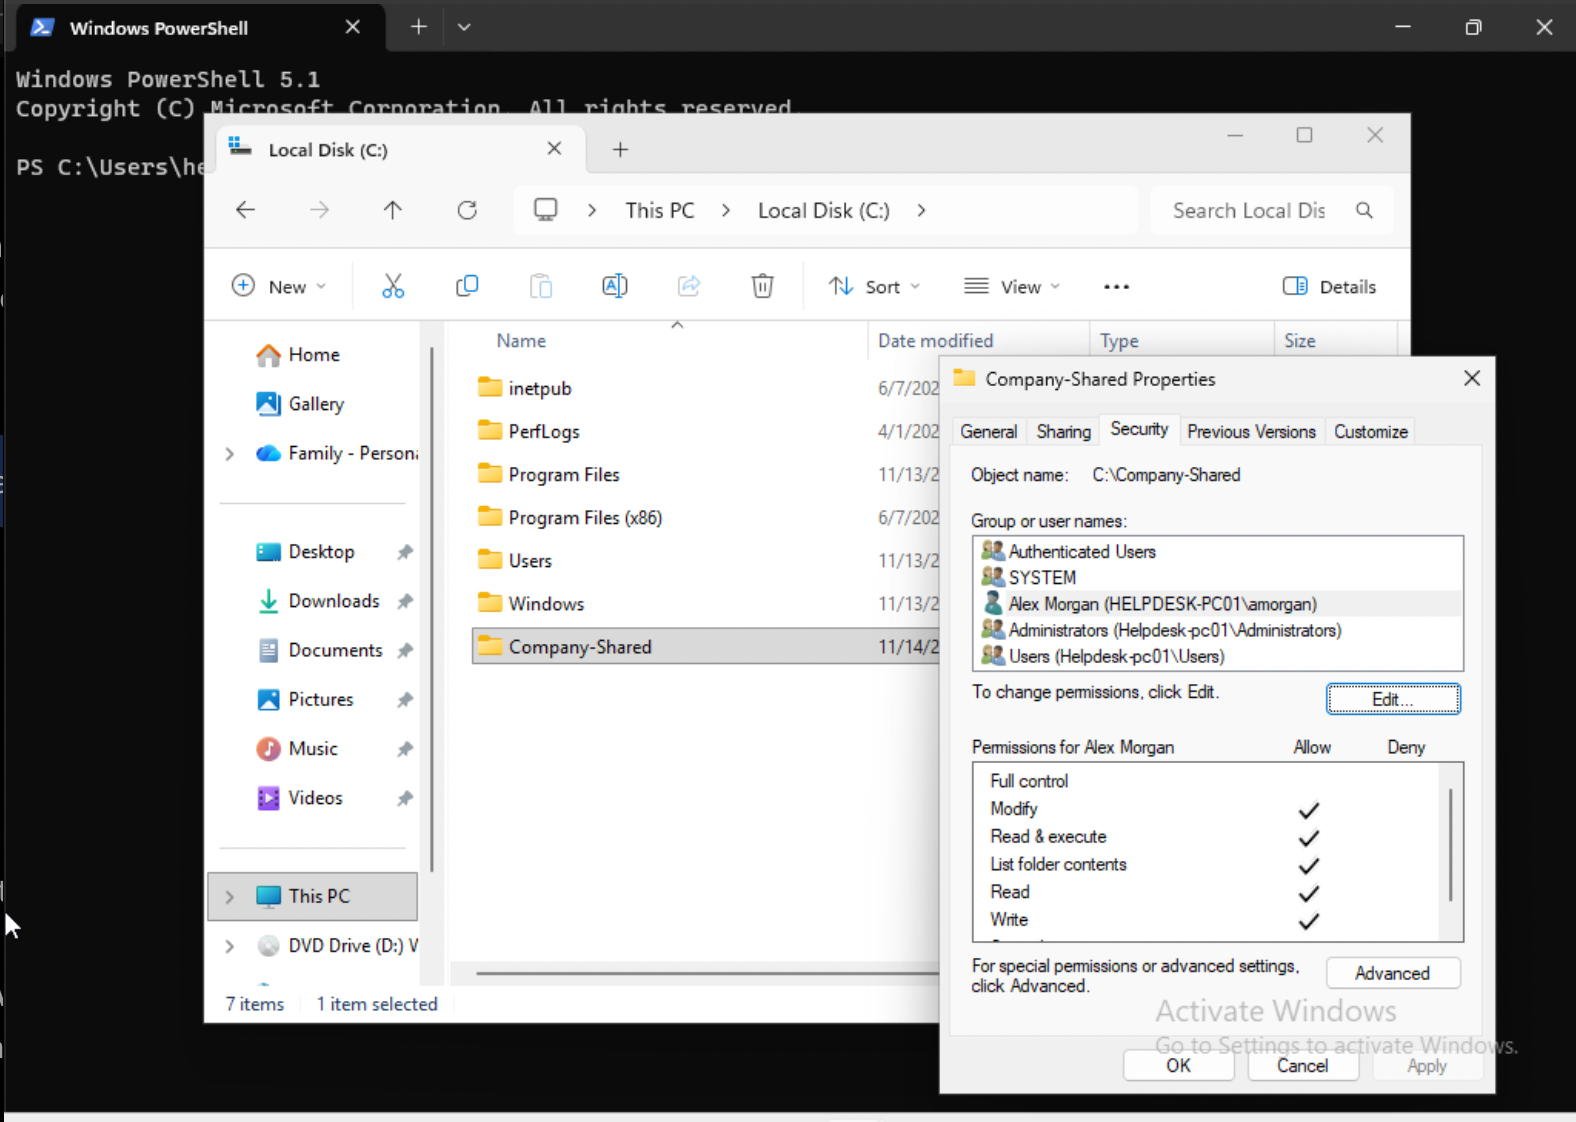 Windows PowerShell
Windows PowerShell 5.1
Copyright (C) Microsoft Corporation. All rights reserved.
PS C:\Users\he
Local Disk (C:)
This PC > Local Disk (C:) >
Search Local Dis
New
Sort
View
Details
Name
Date modified
Type
Size
Home
Gallery
Family - Persona
Desktop
Downloads
Documents
Pictures
Music
Videos
This PC
DVD Drive (D:) V
inetpub 6/7/202
PerfLogs 4/1/202
Program Files 11/13/2
Program Files (x86) 6/7/202
Users 11/13/2
Windows 11/13/2
Company-Shared 11/14/2
7 items
1 item selected
Company-Shared Properties
General
Sharing
Security
Previous Versions
Customize
Object name: C:\Company-Shared
Group or user names:
Authenticated Users
SYSTEM
Alex Morgan (HELPDESK-PC01\amorgan)
Administrators (Helpdesk-pc01\Administrators)
Users (Helpdesk-pc01\Users)
To change permissions, click Edit.
Edit...
Permissions for Alex Morgan Allow Deny
Full control
Modify
Read & execute
List folder contents
Read
Write
For special permissions or advanced settings,
click Advanced.
Advanced
Activate Windows
Go to Settings to activate Windows.
OK
Cancel
Apply